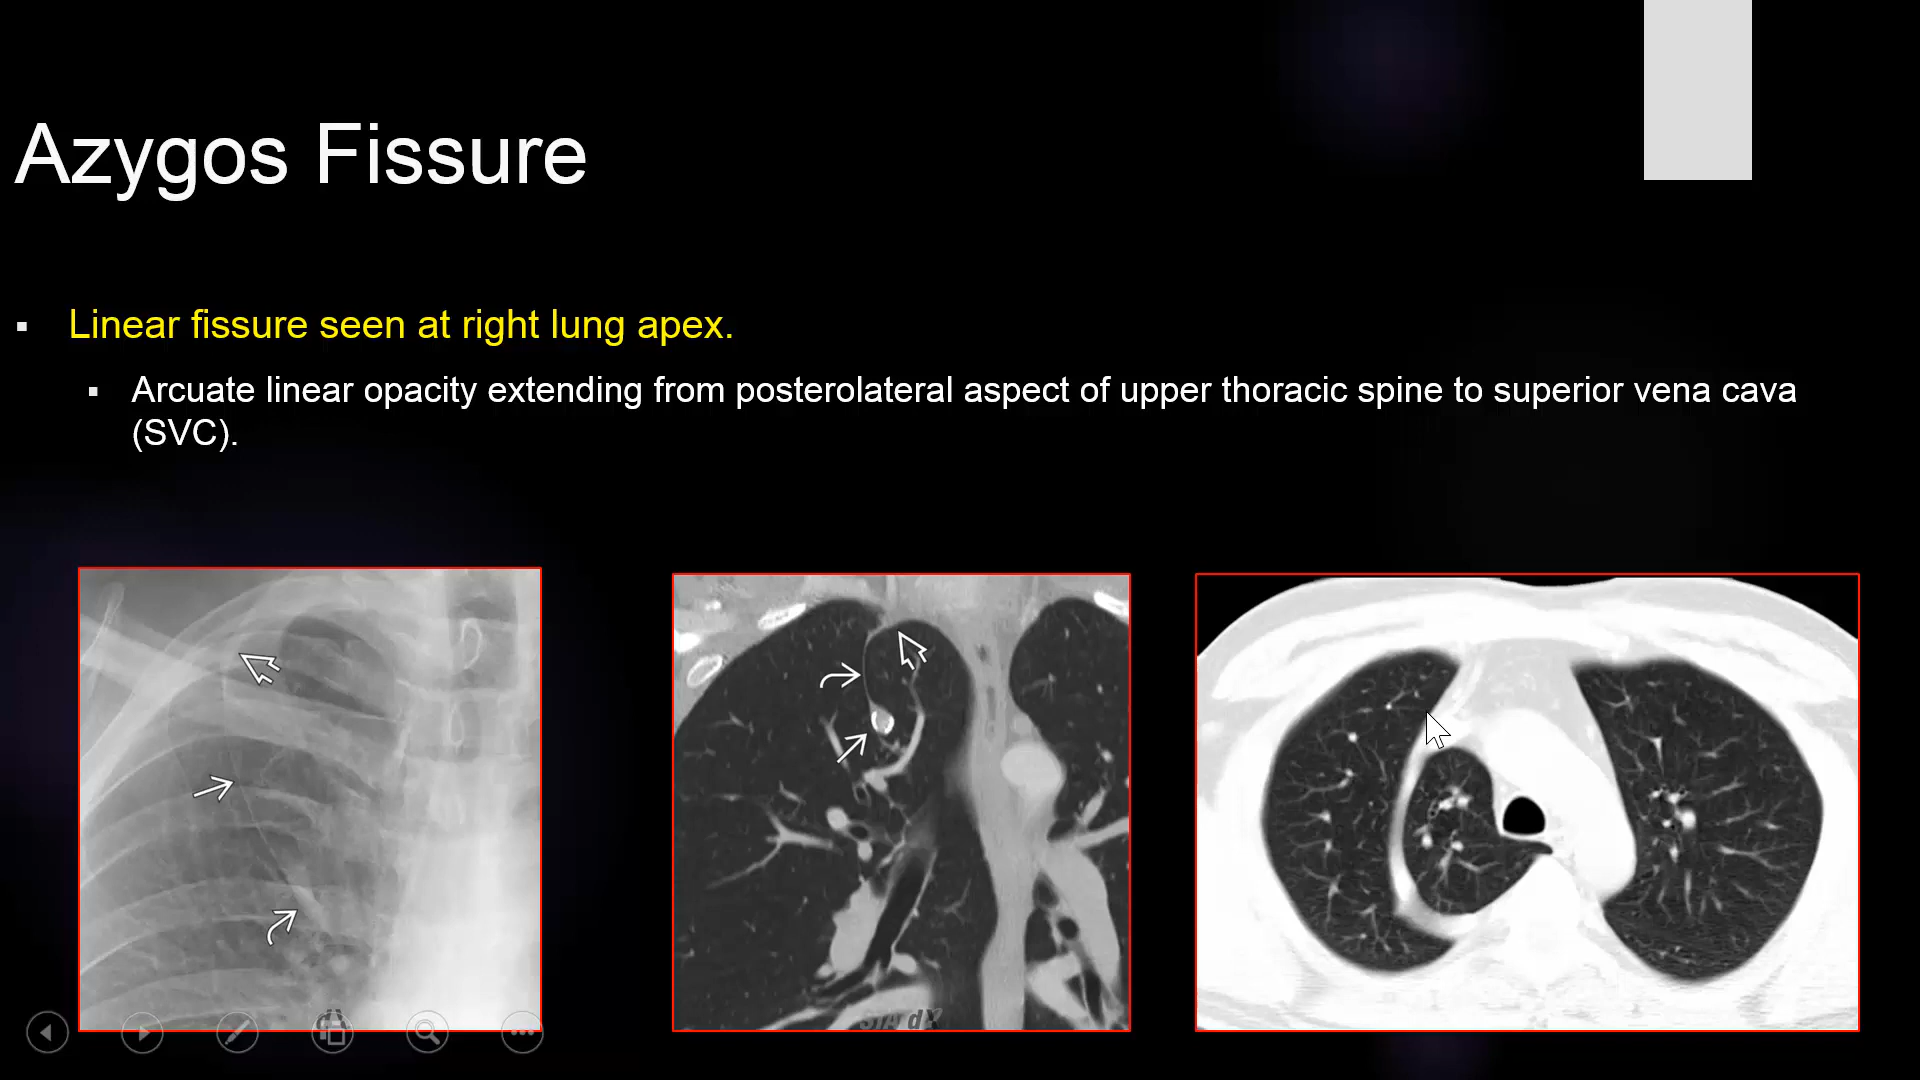 Azygos Fissure
▪ Linear fissure seen at right lung apex.
▪ Arcuate linear opacity extending from posterolateral aspect of upper thoracic spine to superior vena cava
(SVC).